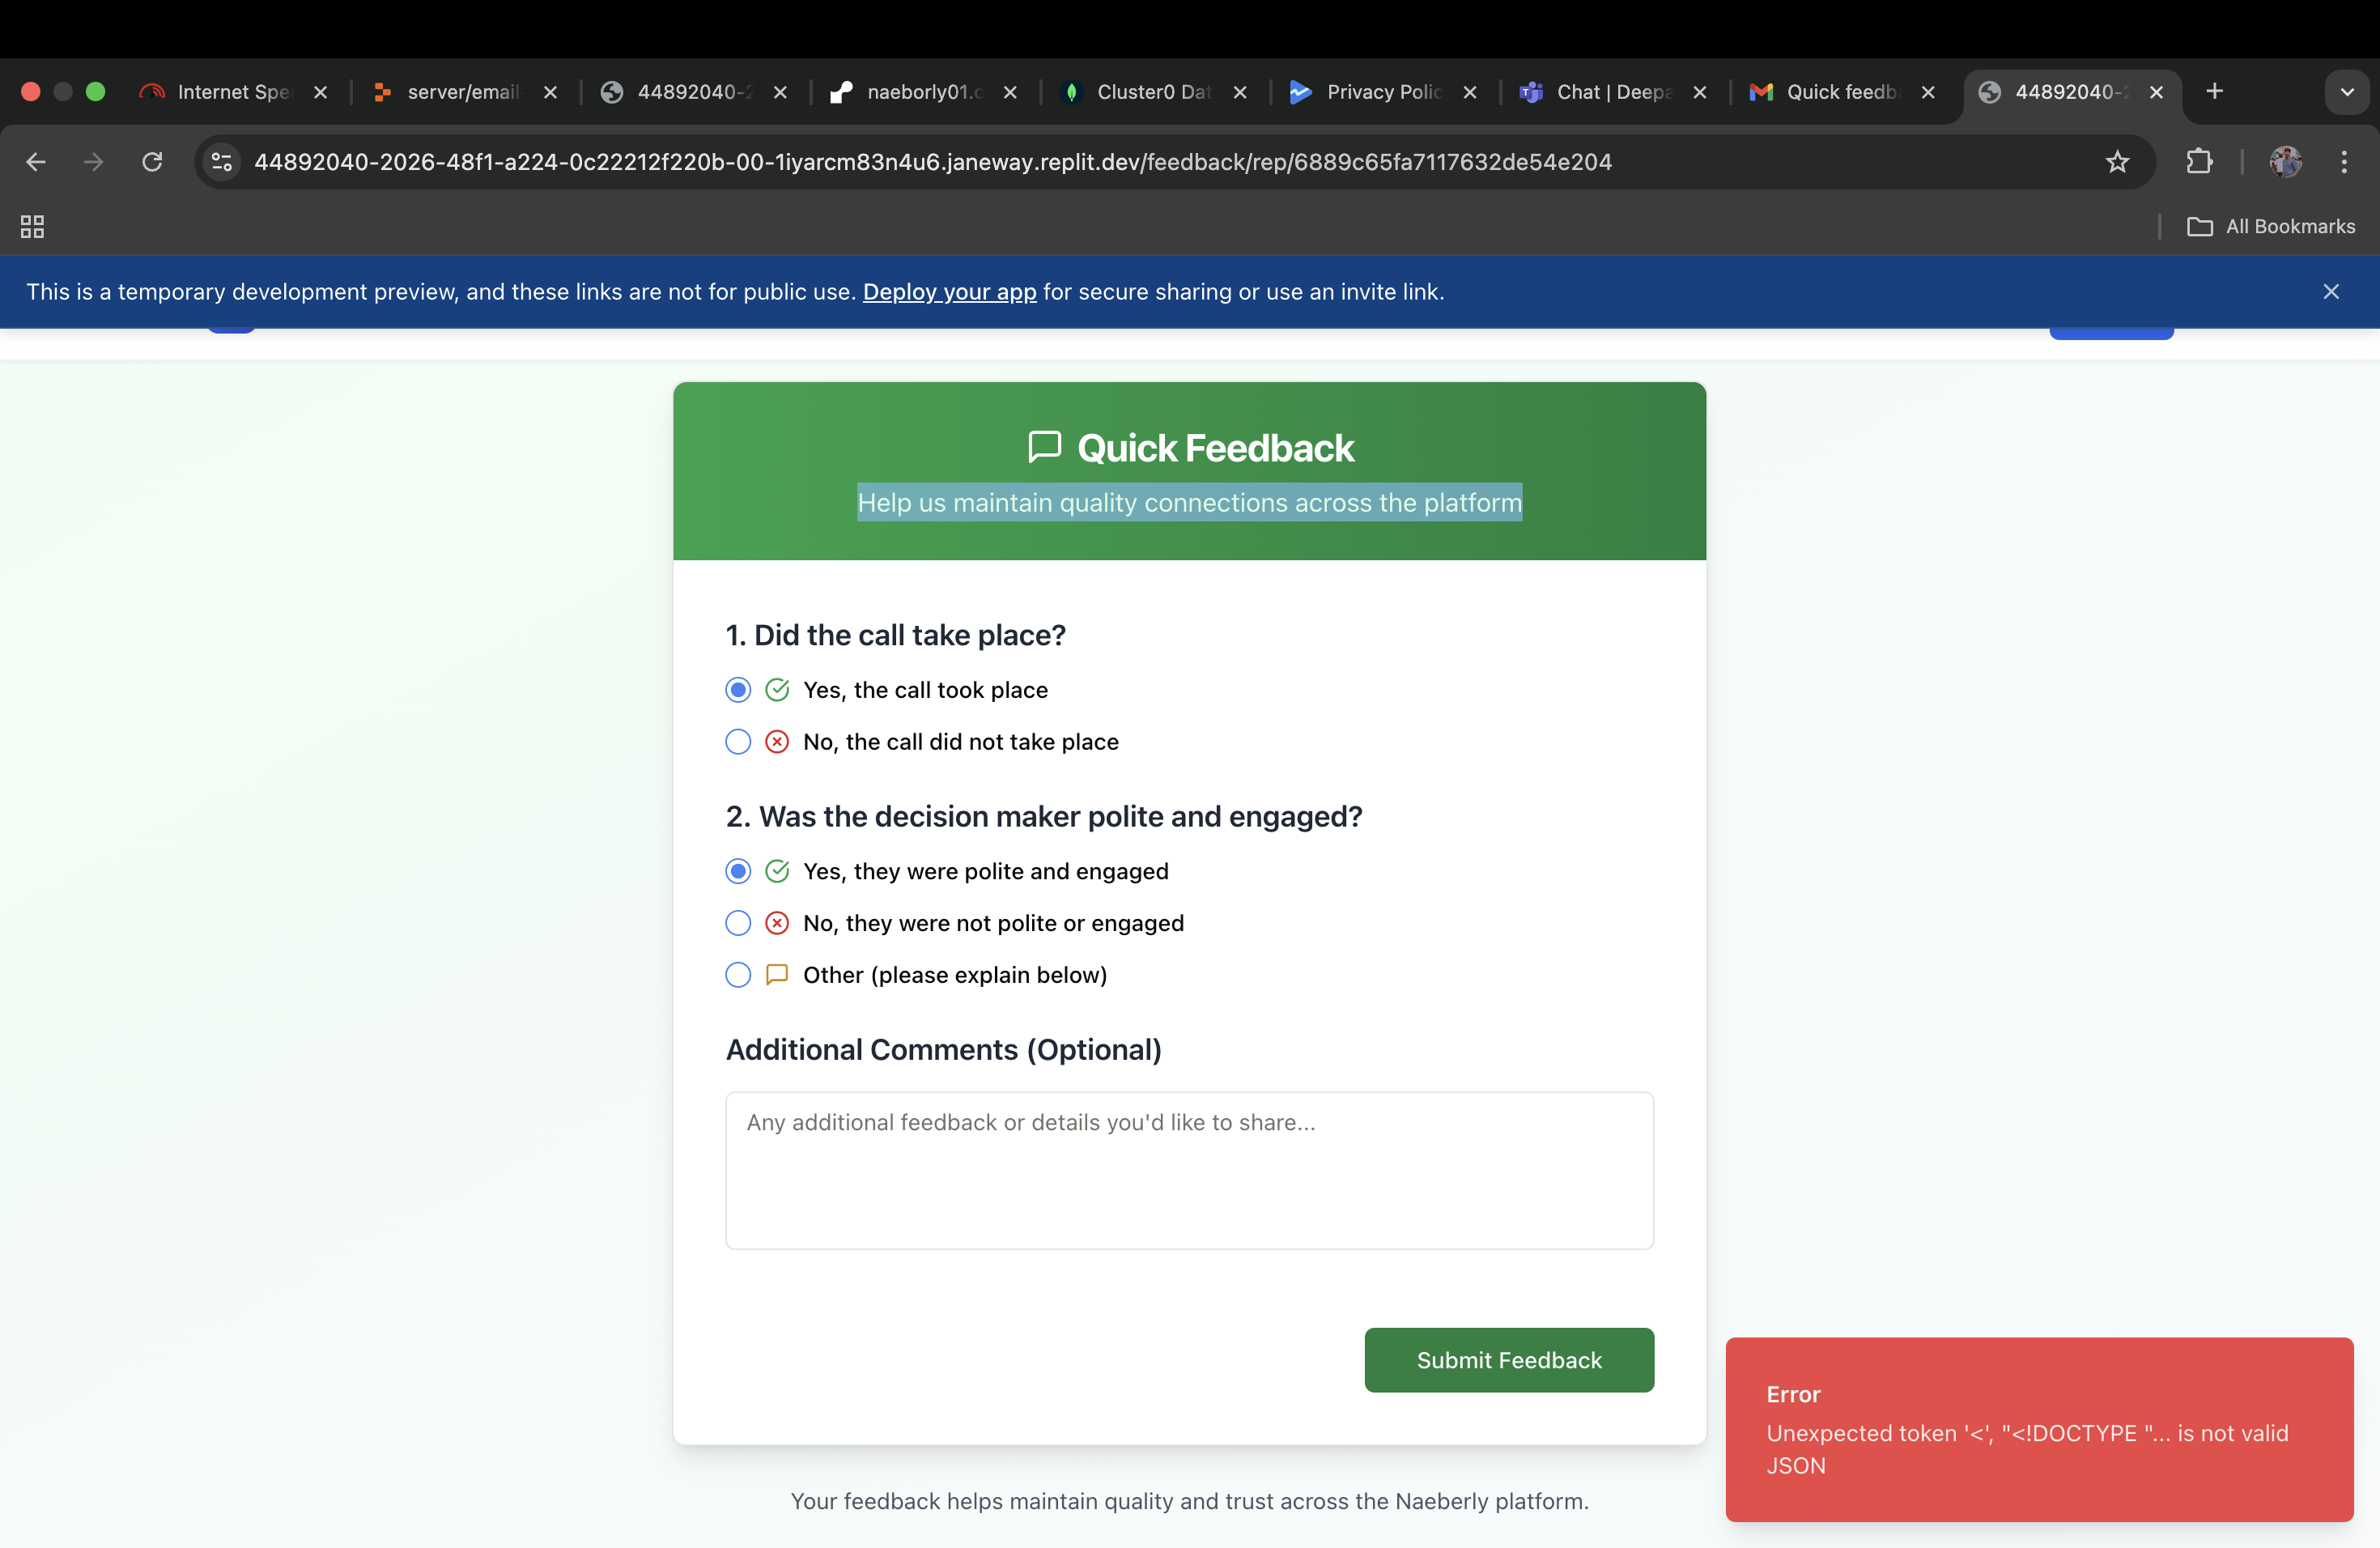 Internet Spe
server/email
44892040-2
naeborly01.c
Cluster0 Dat
Privacy Polic
Chat | Deepa
Quick feedb
44892040-2
44892040-2026-48f1-a224-0c22212f220b-00-1iyarcm83n4u6.janeway.replit.dev/feedback/rep/6889c65fa7117632de54e204
All Bookmarks
This is a temporary development preview, and these links are not for public use. Deploy your app for secure sharing or use an invite link.
Quick Feedback
Help us maintain quality connections across the platform
1. Did the call take place?
Yes, the call took place
No, the call did not take place
2. Was the decision maker polite and engaged?
Yes, they were polite and engaged
No, they were not polite or engaged
Other (please explain below)
Additional Comments (Optional)
Any additional feedback or details you'd like to share...
Submit Feedback
Your feedback helps maintain quality and trust across the Naeberly platform.
Error
Unexpected token '<', "<!DOCTYPE "... is not valid
JSON